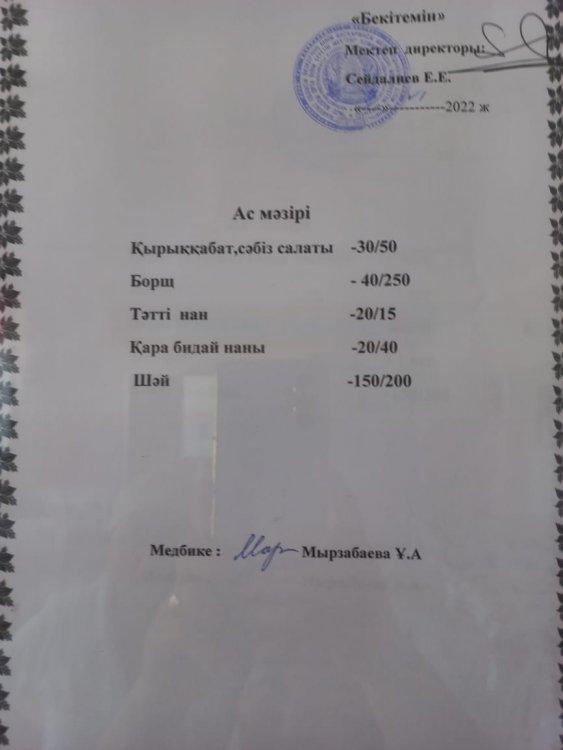 «Бекітемін»
Мектеп директоры:
Сейдалиев Е.Е.
«----»-----------2022 ж
Ас мәзірі
Қырыққабат,сәбіз салаты -30/50
Борщ - 40/250
Тәтті нан -20/15
Қара бидай наны -20/40
Шәй -150/200
Медбике : Мырзабаева Ұ.А